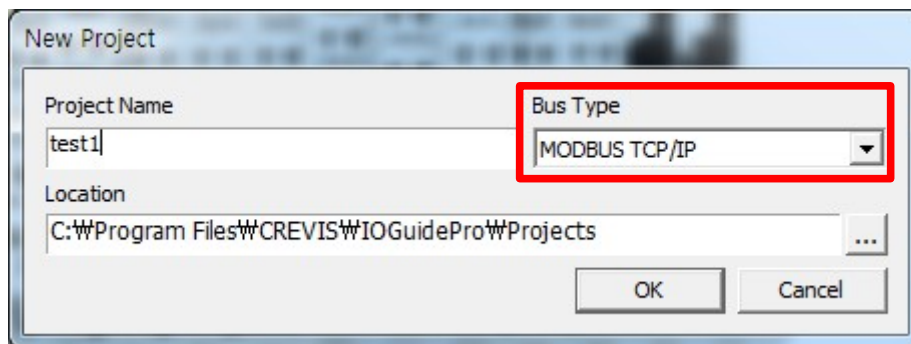 New Project
Project Name
Bus Type
test1
MODBUS TCP/IP
Location
C:₩Program Files₩CREVIS₩IOGuidePro₩Projects
...
OK
Cancel